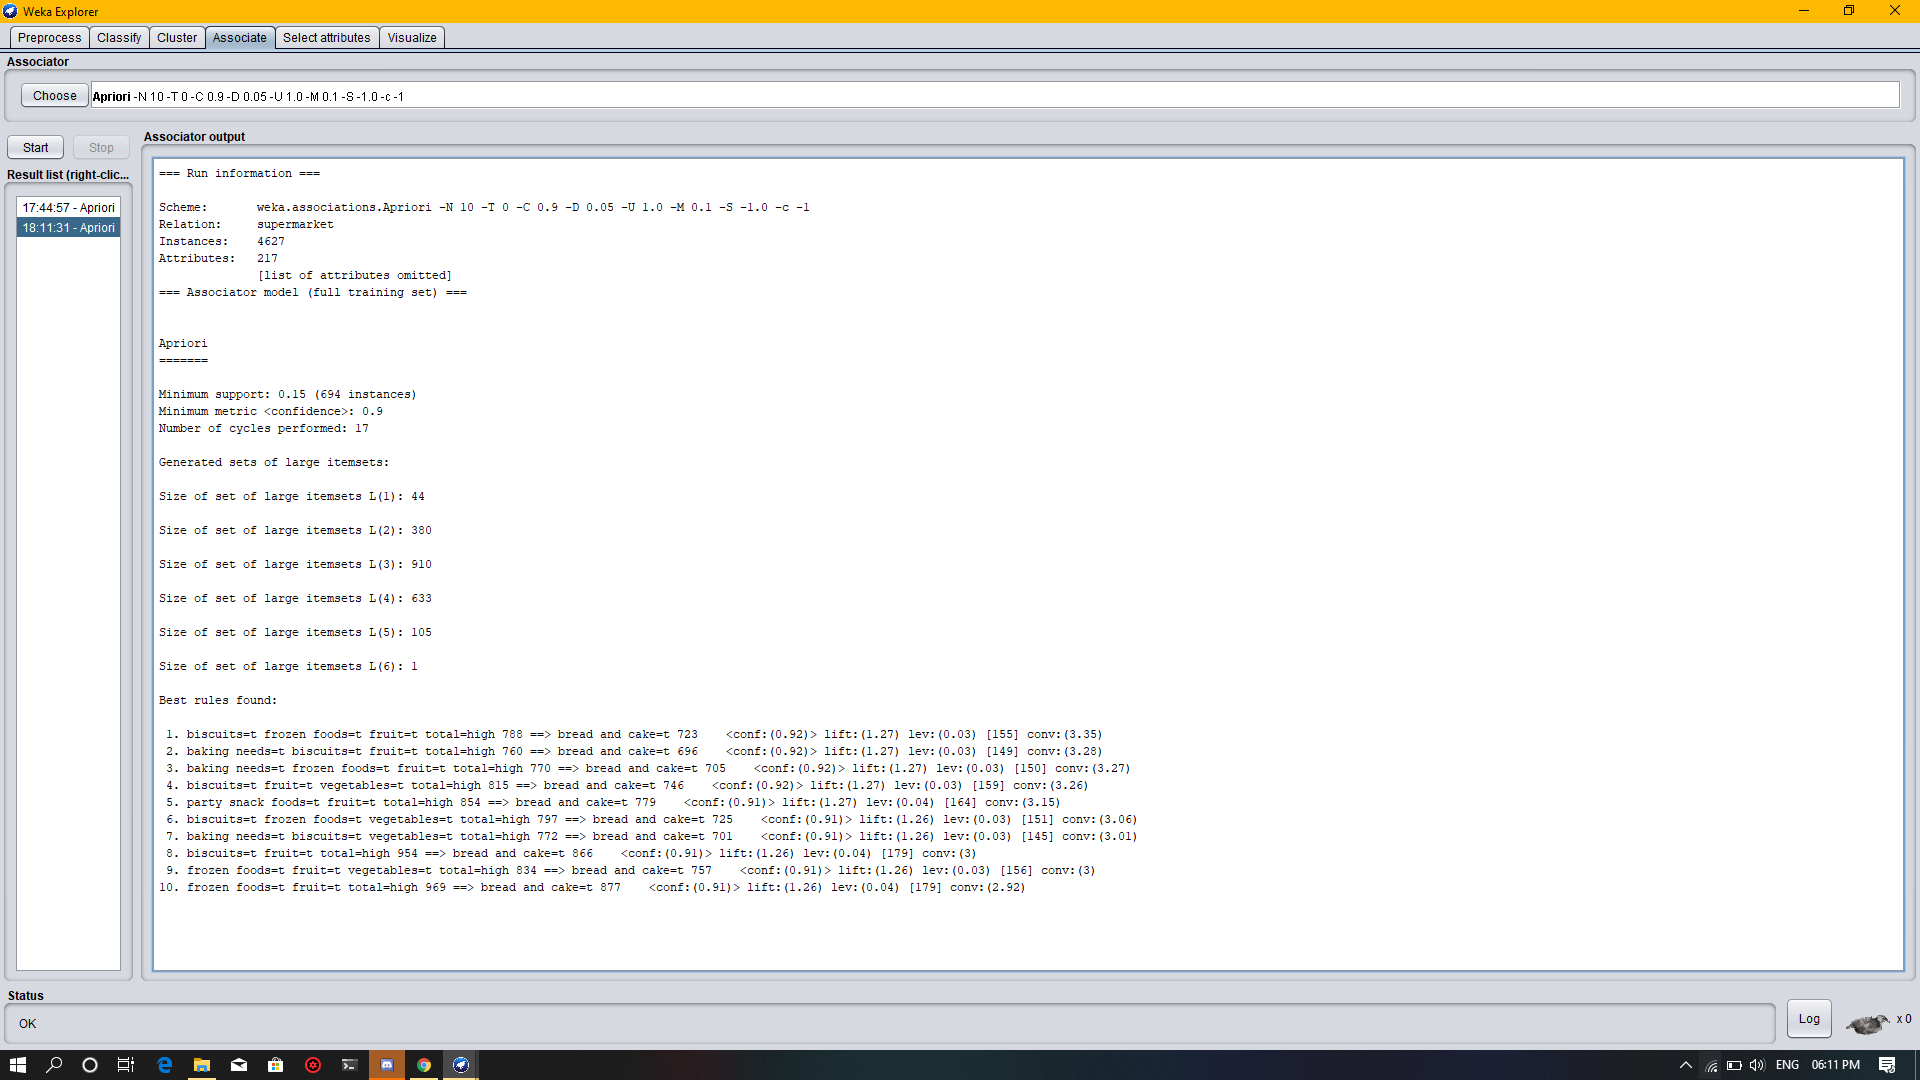 Weka Explorer
Preprocess Classify Cluster Associate Select attributes Visualize
Associator
Choose Apriori -N 10 -T 0 -C 0.9 -D 0.05 -U 1.0 -M 0.1 -S -1.0 -c -1
Start Stop
Result list (right-clic...
17:44:57 - Apriori
18:11:31 - Apriori
Associator output
=== Run information ===
Scheme: weka.associations.Apriori -N 10 -T 0 -C 0.9 -D 0.05 -U 1.0 -M 0.1 -S -1.0 -c -1
Relation: supermarket
Instances: 4627
Attributes: 217
[list of attributes omitted]
=== Associator model (full training set) ===
Apriori
=======
Minimum support: 0.15 (694 instances)
Minimum metric <confidence>: 0.9
Number of cycles performed: 17
Generated sets of large itemsets:
Size of set of large itemsets L(1): 44
Size of set of large itemsets L(2): 380
Size of set of large itemsets L(3): 910
Size of set of large itemsets L(4): 633
Size of set of large itemsets L(5): 105
Size of set of large itemsets L(6): 1
Best rules found:
1. biscuits=t frozen foods=t fruit=t total=high 788 ==> bread and cake=t 723 <conf:(0.92)> lift:(1.27) lev:(0.03) [155] conv:(3.35)
2. baking needs=t biscuits=t fruit=t total=high 760 ==> bread and cake=t 696 <conf:(0.92)> lift:(1.27) lev:(0.03) [149] conv:(3.28)
3. baking needs=t frozen foods=t fruit=t total=high 770 ==> bread and cake=t 705 <conf:(0.92)> lift:(1.27) lev:(0.03) [150] conv:(3.27)
4. biscuits=t fruit=t vegetables=t total=high 815 ==> bread and cake=t 746 <conf:(0.92)> lift:(1.27) lev:(0.03) [159] conv:(3.26)
5. party snack foods=t fruit=t total=high 854 ==> bread and cake=t 779 <conf:(0.91)> lift:(1.27) lev:(0.04) [164] conv:(3.15)
6. biscuits=t frozen foods=t vegetables=t total=high 797 ==> bread and cake=t 725 <conf:(0.91)> lift:(1.26) lev:(0.03) [151] conv:(3.06)
7. baking needs=t biscuits=t vegetables=t total=high 772 ==> bread and cake=t 701 <conf:(0.91)> lift:(1.26) lev:(0.03) [145] conv:(3.01)
8. biscuits=t fruit=t total=high 954 ==> bread and cake=t 866 <conf:(0.91)> lift:(1.26) lev:(0.04) [179] conv:(3)
9. frozen foods=t fruit=t vegetables=t total=high 834 ==> bread and cake=t 757 <conf:(0.91)> lift:(1.26) lev:(0.03) [156] conv:(3)
10. frozen foods=t fruit=t total=high 969 ==> bread and cake=t 877 <conf:(0.91)> lift:(1.26) lev:(0.04) [179] conv:(2.92)
Status
OK
Log
x 0
ENG 06:11 PM